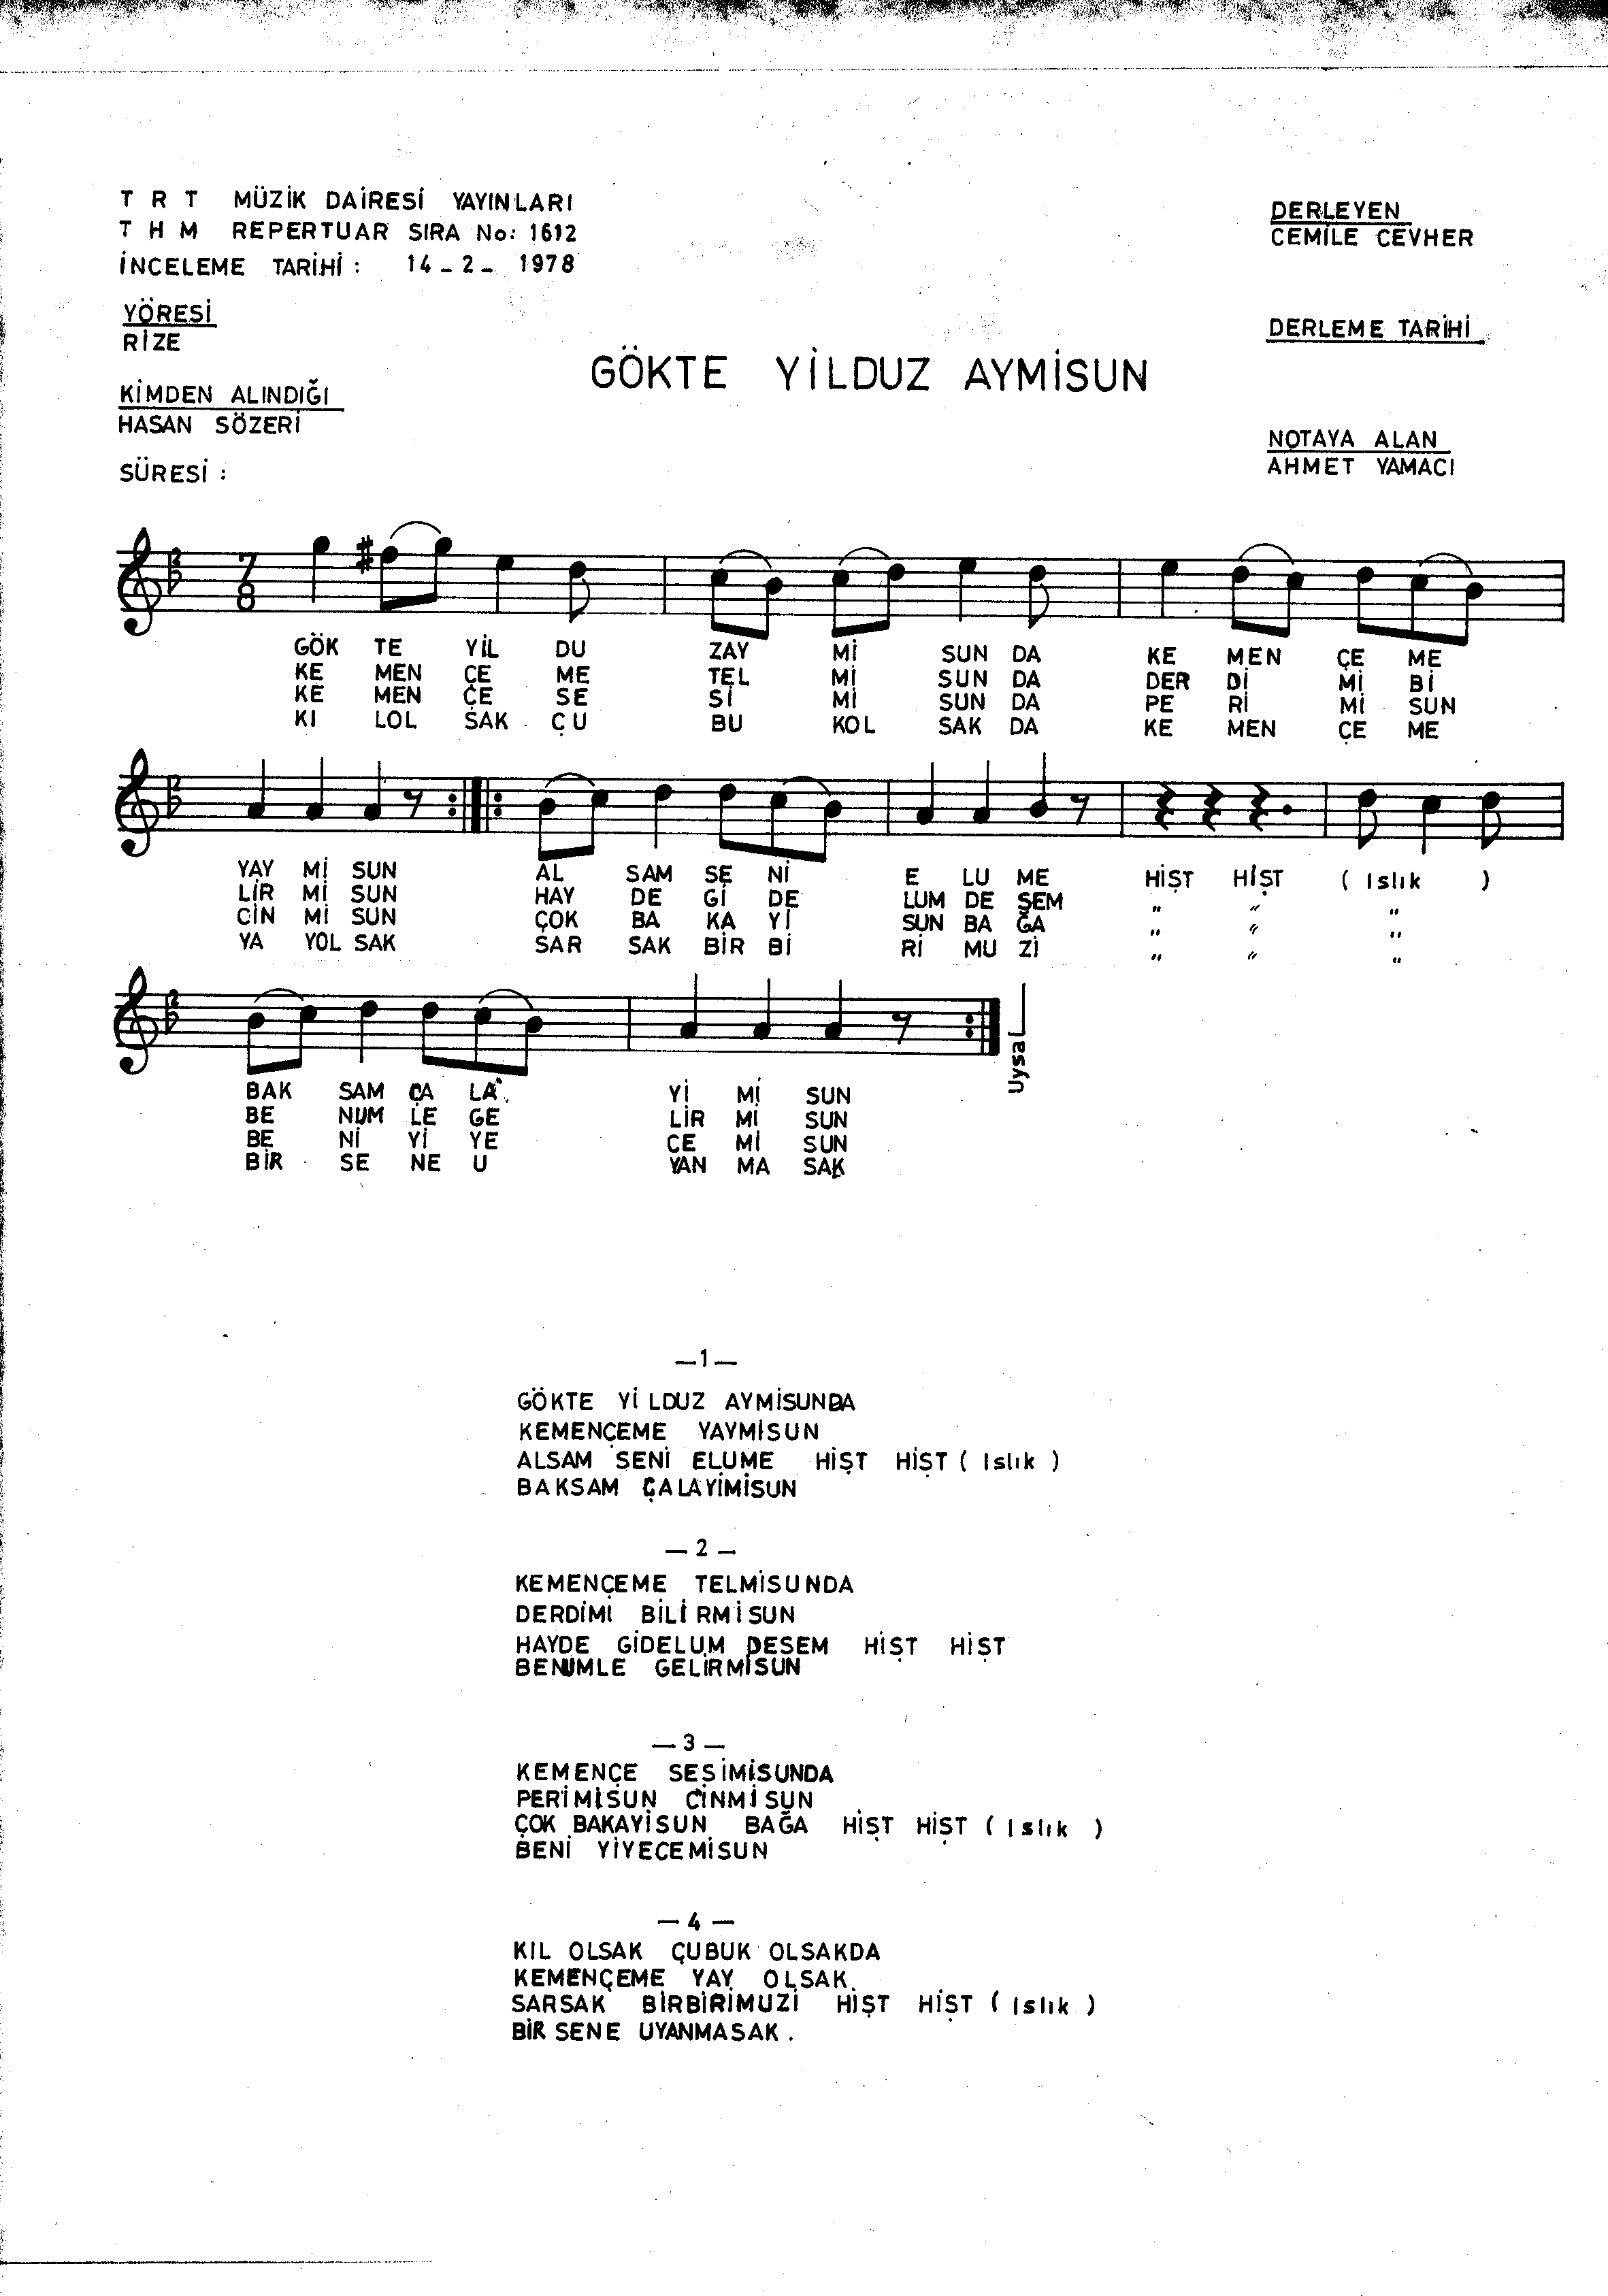 T R T MÜZİK DAİRESİ YAYINLARI
T H M REPERTUAR SIRA No: 1612
İNCELEME TARİHİ : 14 - 2 - 1978
DERLEYEN
CEMİLE CEVHER
YÖRESİ
RİZE
DERLEME TARİHİ
GÖKTE YİLDUZ AYMİSUN
KİMDEN ALINDIĞI
HASAN SÖZERİ
NOTAYA ALAN
AHMET YAMACI
SÜRESİ :
7
8
GÖK TE YİL DU ZAY Mİ SUN DA KE MEN ÇE ME
KE MEN ÇE ME TEL Mİ SUN DA DER Dİ Mİ Bİ
KE MEN ÇE SE Sİ Mİ SUN DA PE Rİ Mİ SUN
KI LOL SAK ÇU BU KOL SAK DA KE MEN ÇE ME
YAY Mİ SUN AL SAM SE Nİ E LU ME HİŞT HİŞT ( Islık )
LİR Mİ SUN HAY DE Gİ DE LUM DE SEM " " "
CİN Mİ SUN ÇOK BA KA Yİ SUN BA ĞA " " "
YA YOL SAK SAR SAK BİR Bİ Rİ MU Zİ " " "
Uysal
BAK SAM ÇA LA Yİ Mİ SUN
BE NUM LE GE LİR Mİ SUN
BE Nİ Yİ YE CE Mİ SUN
BİR SE NE U YAN MA SAK
—1—
GÖKTE YİLDUZ AYMİSUNDA
KEMENÇEME YAYMİSUN
ALSAM SENİ ELUME HİŞT HİŞT ( Islık )
BAKSAM ÇALAYİMİSUN
— 2 —
KEMENÇEME TELMİSUNDA
DERDİMİ BİLİRMİSUN
HAYDE GİDELUM DESEM HİŞT HİŞT
BENUMLE GELİRMİSUN
— 3 —
KEMENÇE SESİMİSUNDA
PERİMİSUN CİNMİSUN
ÇOK BAKAYİSUN BAĞA HİŞT HİŞT ( Islık )
BENİ YİYECEMİSUN
— 4 —
KIL OLSAK ÇUBUK OLSAKDA
KEMENÇEME YAY OLSAK
SARSAK BİRBİRİMUZİ HİŞT HİŞT ( Islık )
BİR SENE UYANMASAK .